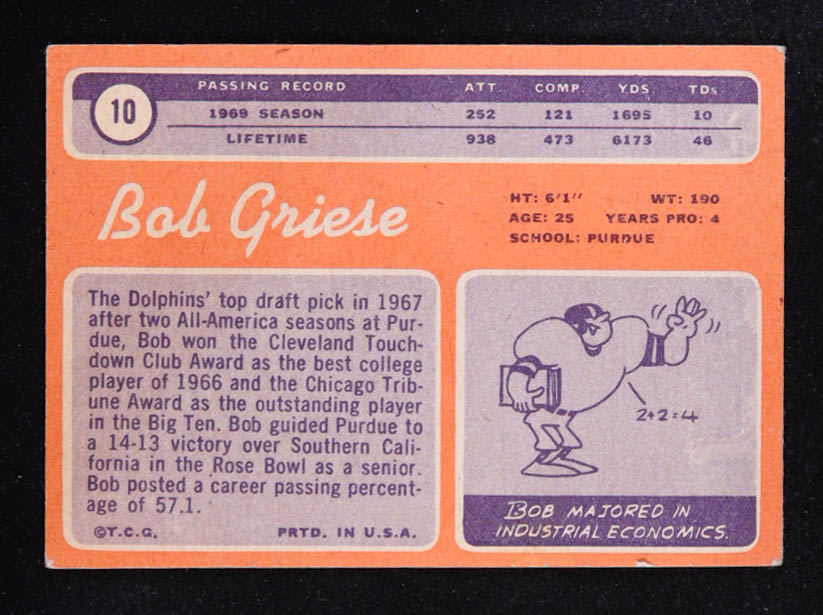 10
PASSING RECORD ATT. COMP. YDS TDs
1969 SEASON 252 121 1695 10
LIFETIME 938 473 6173 46
Bob Griese
HT: 6'1" WT: 190
AGE: 25 YEARS PRO: 4
SCHOOL: PURDUE
The Dolphins' top draft pick in 1967
after two All-America seasons at Pur-
due, Bob won the Cleveland Touch-
down Club Award as the best college
player of 1966 and the Chicago Trib-
une Award as the outstanding player
in the Big Ten. Bob guided Purdue to
a 14-13 victory over Southern Cali-
fornia in the Rose Bowl as a senior.
Bob posted a career passing percent-
age of 57.1.
©T.C.G. PRTD. IN U.S.A.
2+2=4
BOB MAJORED IN
INDUSTRIAL ECONOMICS.